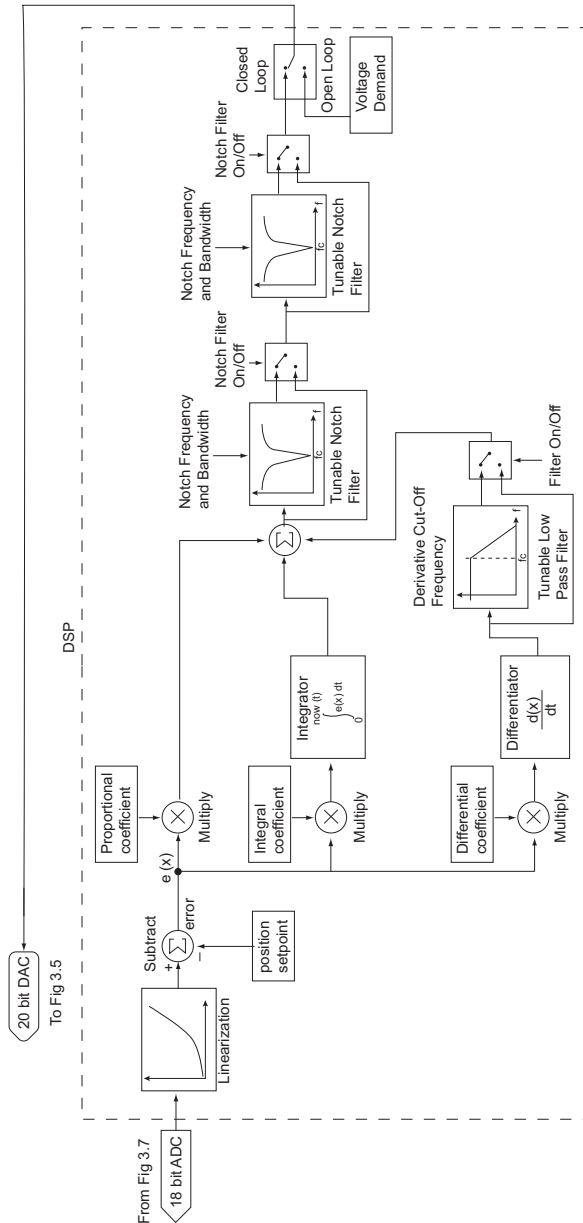 20 bit DAC
To Fig 3.5
From Fig 3.7
18 bit ADC
DSP
Linearization
Subtract
+
Σ
−
error
position
setpoint
e (x)
Proportional
coefficient
Multiply
Integral
coefficient
Multiply
Integrator
now (t)
∫ e(x) dt
0
Differential
coefficient
Multiply
Differentiator
d(x)
dt
Derivative Cut-Off
Frequency
fc
f
Tunable Low
Pass Filter
Filter On/Off
Σ
Notch Frequency
and Bandwidth
fc
f
Tunable Notch
Filter
Notch Filter
On/Off
Notch Frequency
and Bandwidth
fc
f
Tunable Notch
Filter
Notch Filter
On/Off
Closed
Loop
Open Loop
Voltage
Demand